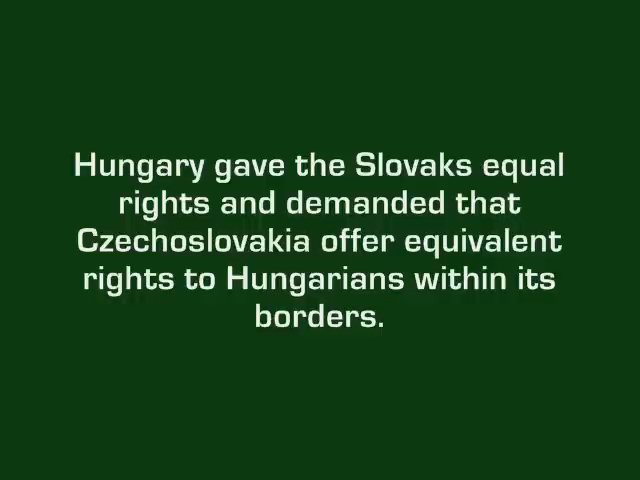 Hungary gave the Slovaks equal
rights and demanded that
Czechoslovakia offer equivalent
rights to Hungarians within its
borders.